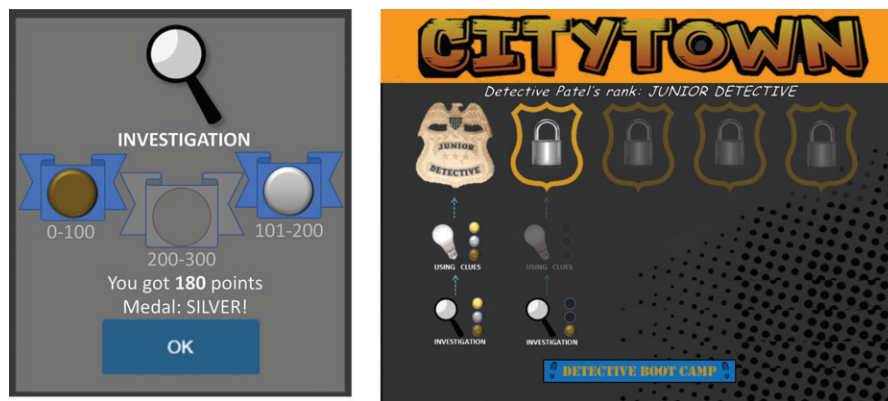 INVESTIGATION
0-100
200-300
101-200
You got 180 points
Medal: SILVER!
OK
CITYTOWN
Detective Patel's rank: JUNIOR DETECTIVE
JUNIOR
DETECTIVE
USING CLUES
USING CLUES
INVESTIGATION
INVESTIGATION
DETECTIVE BOOT CAMP